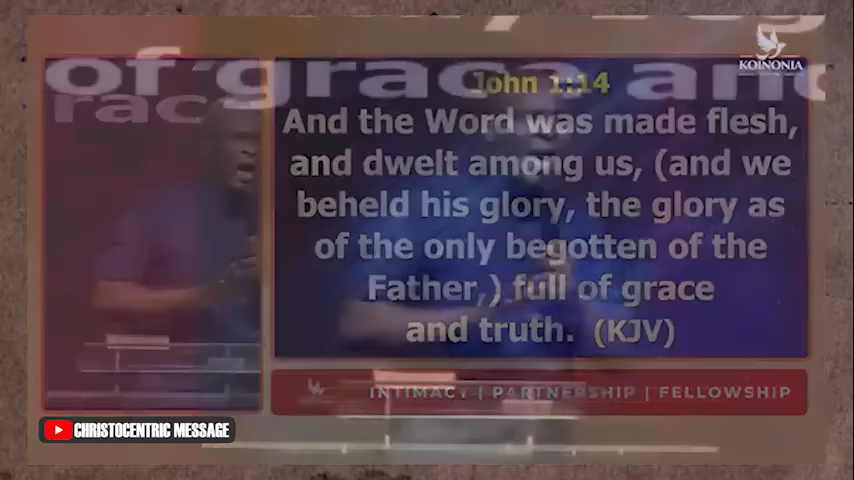 of grace and
John 1:14
And the Word was made flesh,
and dwelt among us, (and we
beheld his glory, the glory as
of the only begotten of the
Father,) full of grace
and truth. (KJV)
KOINONIA
INTIMACY | PARTNERSHIP | FELLOWSHIP
CHRISTOCENTRIC MESSAGE